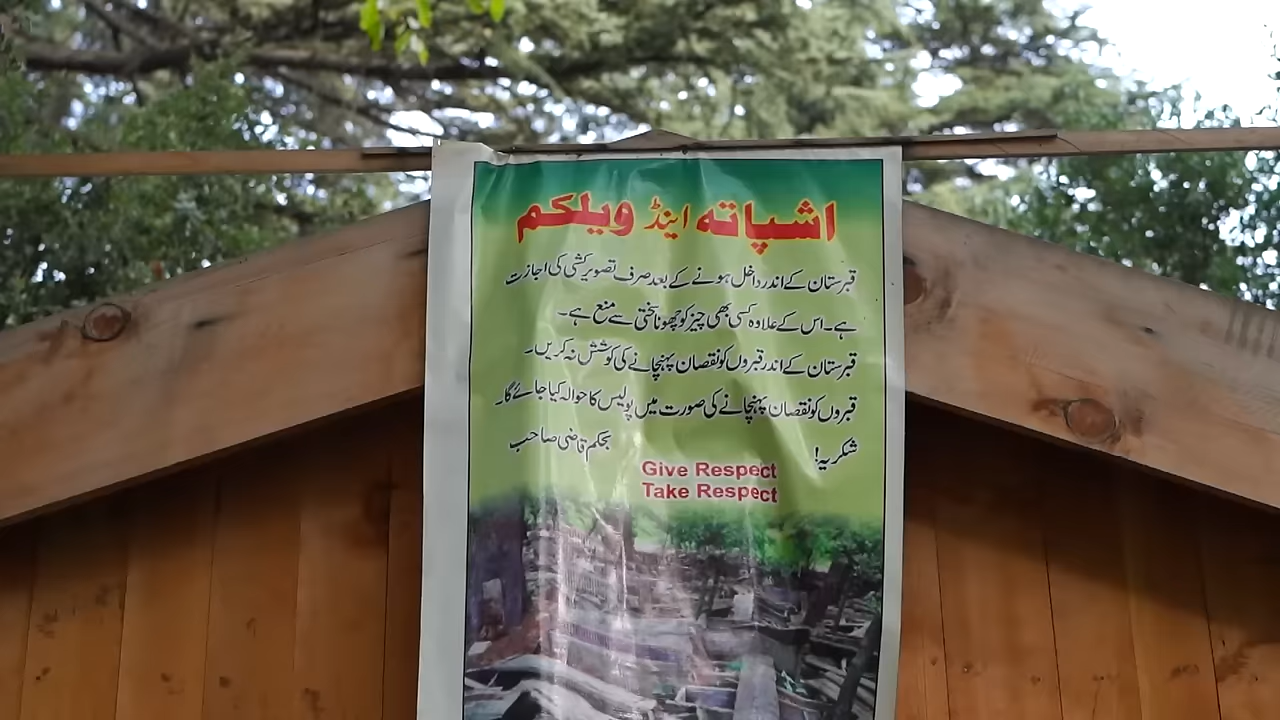 اشپاتہ اینڈ ویلکم
قبرستان کے اندر داخل ہونے کے بعد صرف تصویر کشی کی اجازت
ہے۔ اس کے علاوہ کسی بھی چیز کو چھونا سختی سے منع ہے۔
قبرستان کے اندر قبروں کو نقصان پہنچانے کی کوشش نہ کریں۔
قبروں کو نقصان پہنچانے کی صورت میں پولیس کا حوالہ کیا جائے گا۔
شکریہ! بحکم قاضی صاحب
Give Respect
Take Respect